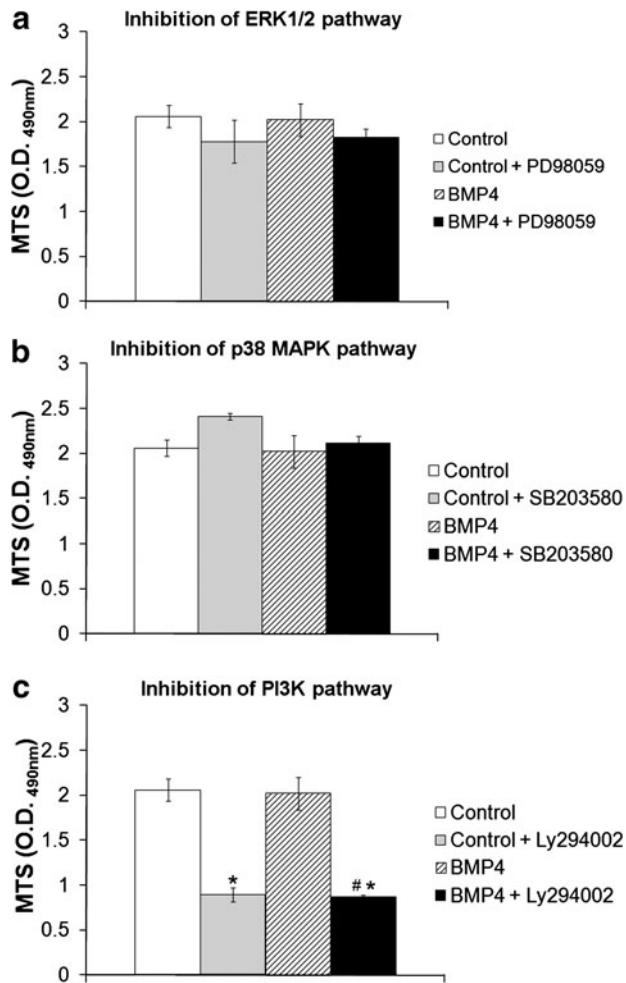 a
Inhibition of ERK1/2 pathway
MTS (O.D. 490nm)
3
2.5
2
1.5
1
0.5
0
Control
Control + PD98059
BMP4
BMP4 + PD98059
b
Inhibition of p38 MAPK pathway
MTS (O.D. 490nm)
3
2.5
2
1.5
1
0.5
0
Control
Control + SB203580
BMP4
BMP4 + SB203580
c
Inhibition of PI3K pathway
MTS (O.D. 490nm)
3
2.5
2
1.5
1
0.5
0
*
# *
Control
Control + Ly294002
BMP4
BMP4 + Ly294002